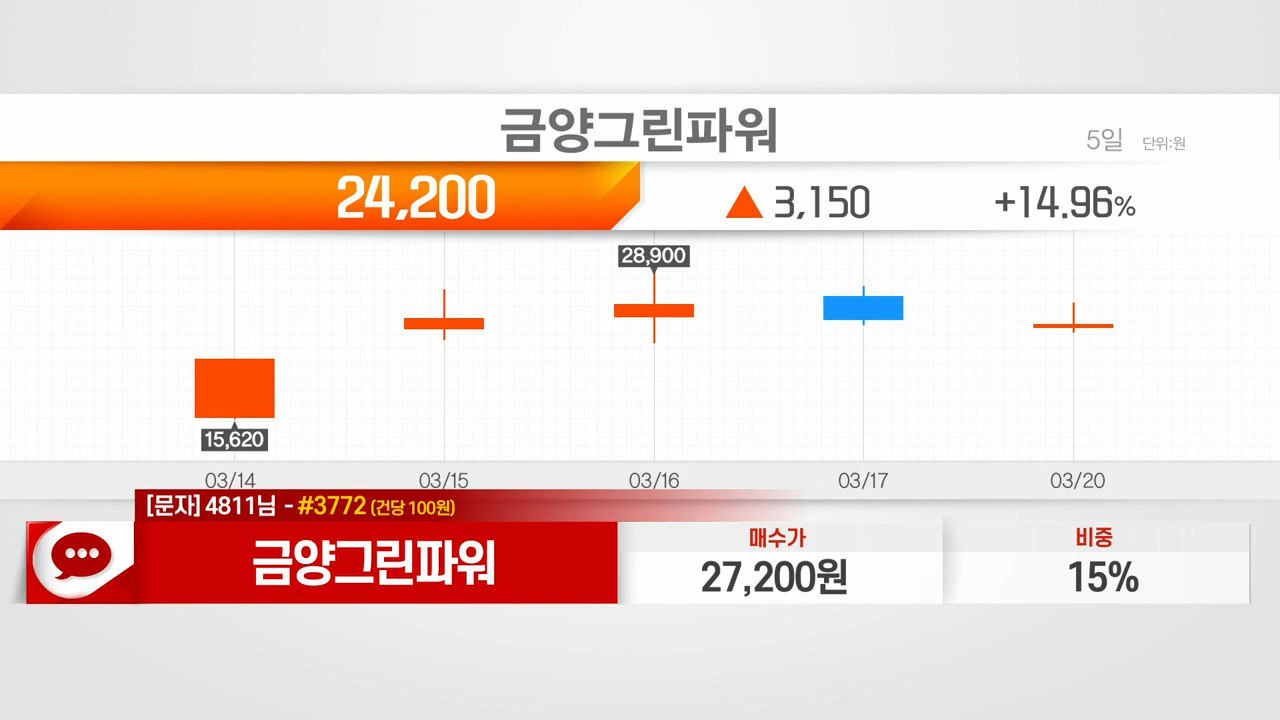 금양그린파워
5일 단위:원
24,200 ▲ 3,150 +14.96%
28,900
15,620
03/14 03/15 03/16 03/17 03/20
[문자] 4811님 - #3772 (건당 100원)
금양그린파워
매수가 비중
27,200원 15%